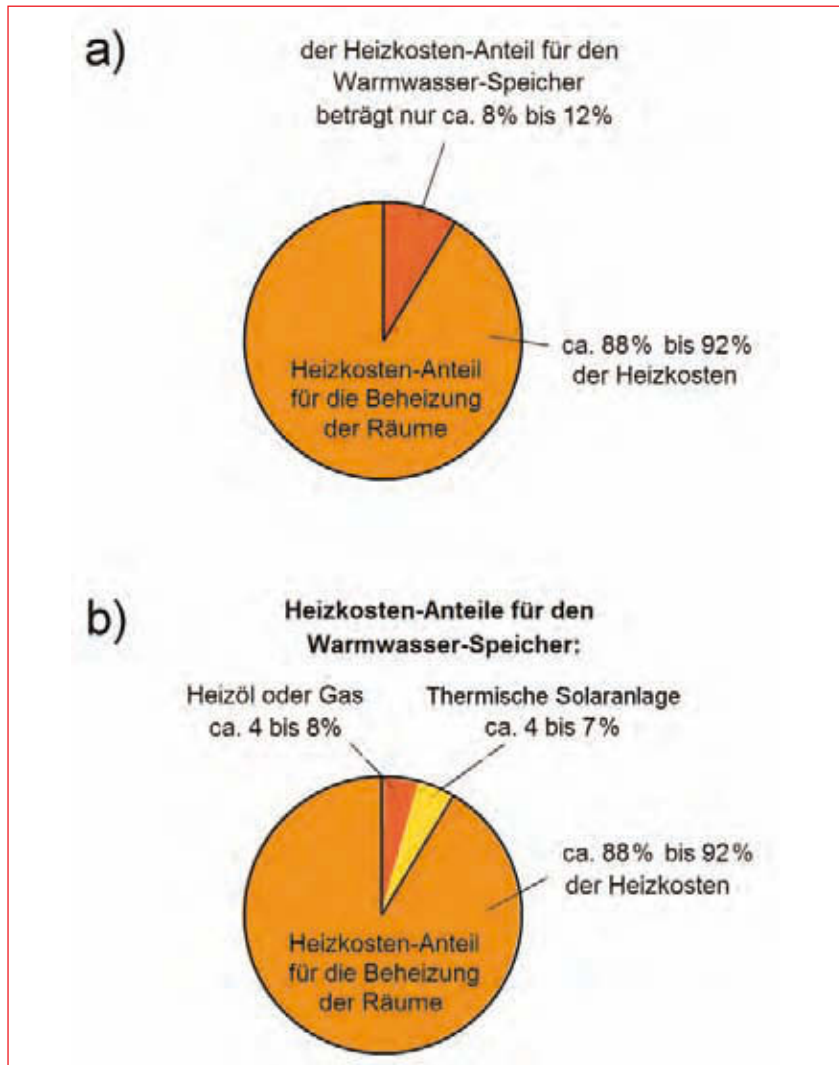 a)
der Heizkosten-Anteil für den
Warmwasser-Speicher
beträgt nur ca. 8% bis 12%
ca. 88% bis 92%
der Heizkosten
Heizkosten-Anteil
für die Beheizung
der Räume
b)
Heizkosten-Anteile für den
Warmwasser-Speicher:
Heizöl oder Gas
ca. 4 bis 8%
Thermische Solaranlage
ca. 4 bis 7%
ca. 88% bis 92%
der Heizkosten
Heizkosten-Anteil
für die Beheizung
der Räume